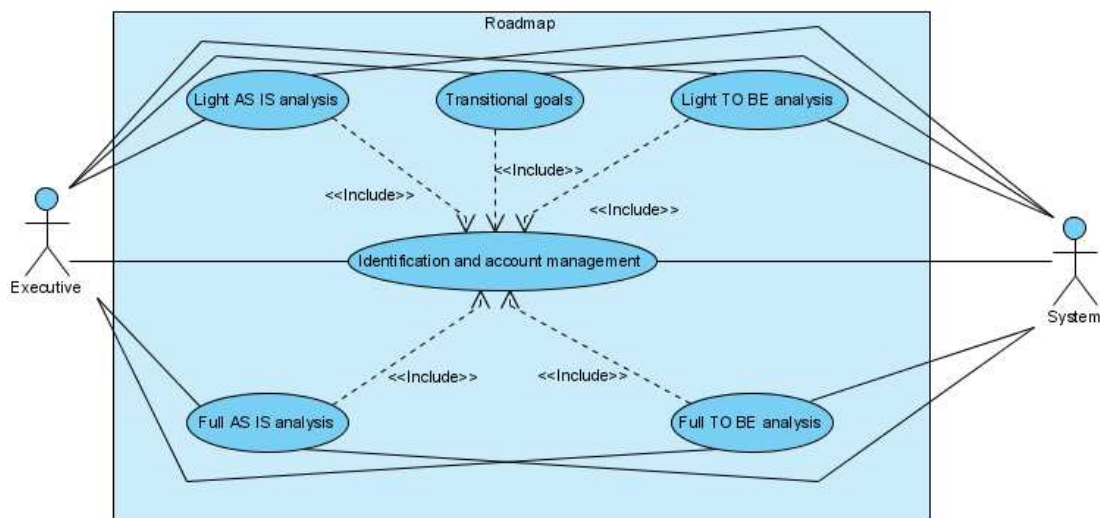 Roadmap
Light AS IS analysis
Transitional goals
Light TO BE analysis
<<Include>>
<<Include>>
<<Include>>
Identification and account management
Executive
System
<<Include>>
<<Include>>
Full AS IS analysis
Full TO BE analysis